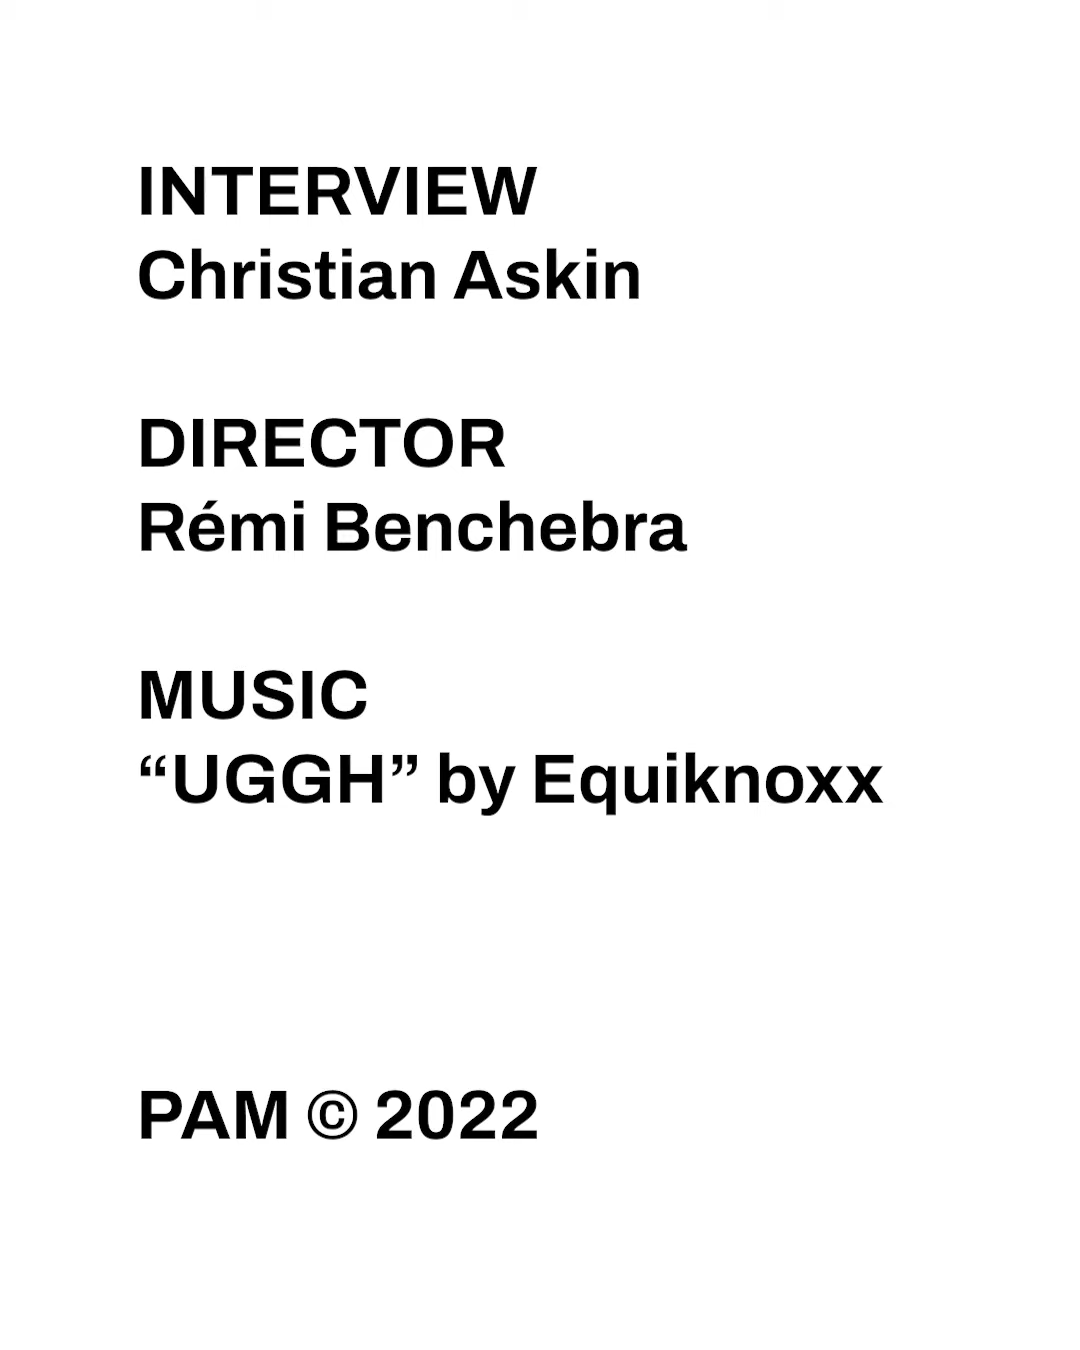 INTERVIEW
Christian Askin
DIRECTOR
Rémi Benchebra
MUSIC
“UGGH” by Equiknoxx
PAM © 2022